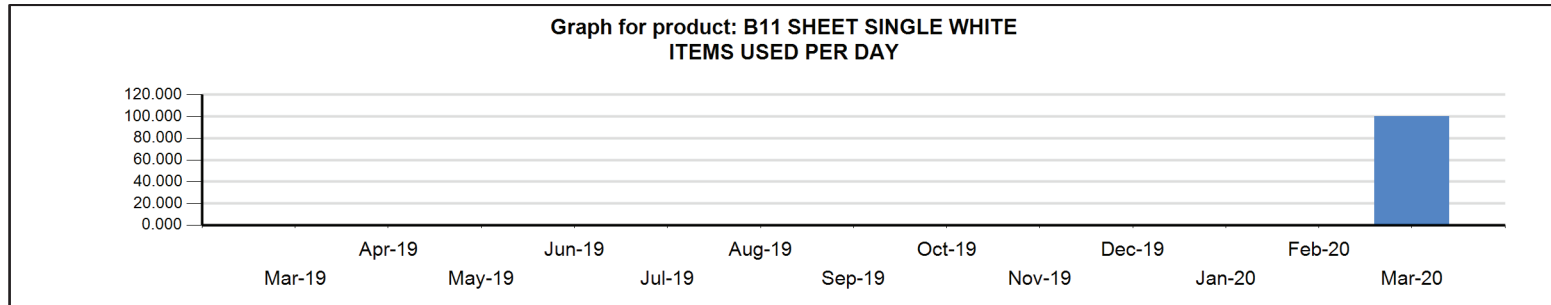 Graph for product: B11 SHEET SINGLE WHITE
ITEMS USED PER DAY
120.000
100.000
80.000
60.000
40.000
20.000
0.000
Apr-19 Jun-19 Aug-19 Oct-19 Dec-19 Feb-20
Mar-19 May-19 Jul-19 Sep-19 Nov-19 Jan-20 Mar-20